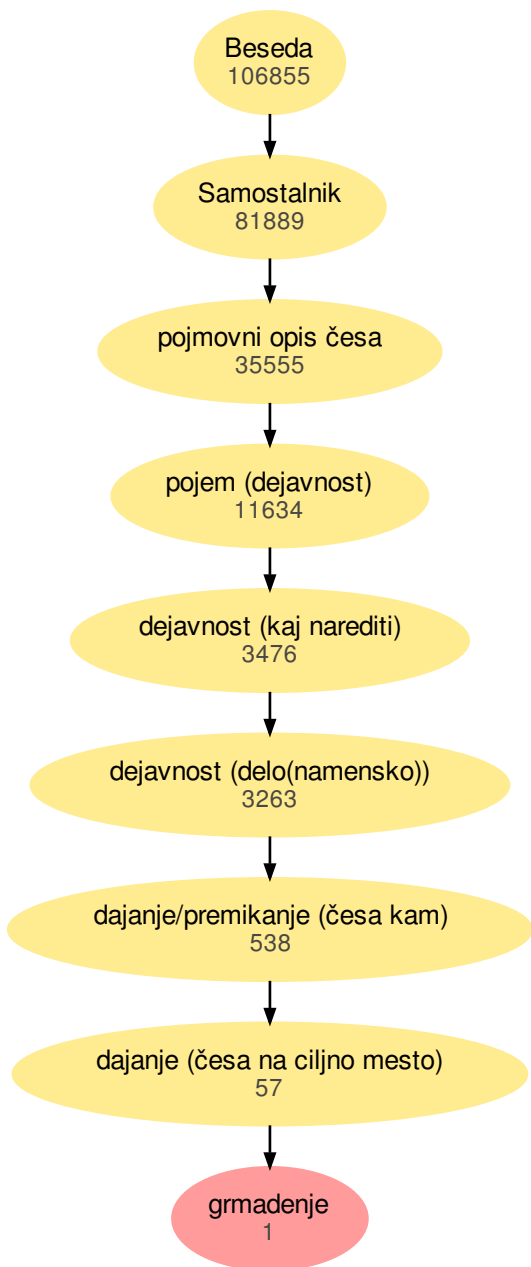 Beseda
106855
Samostalnik
81889
pojmovni opis česa
35555
pojem (dejavnost)
11634
dejavnost (kaj narediti)
3476
dejavnost (delo(namensko))
3263
dajanje/premikanje (česa kam)
538
dajanje (česa na ciljno mesto)
57
grmadenje
1